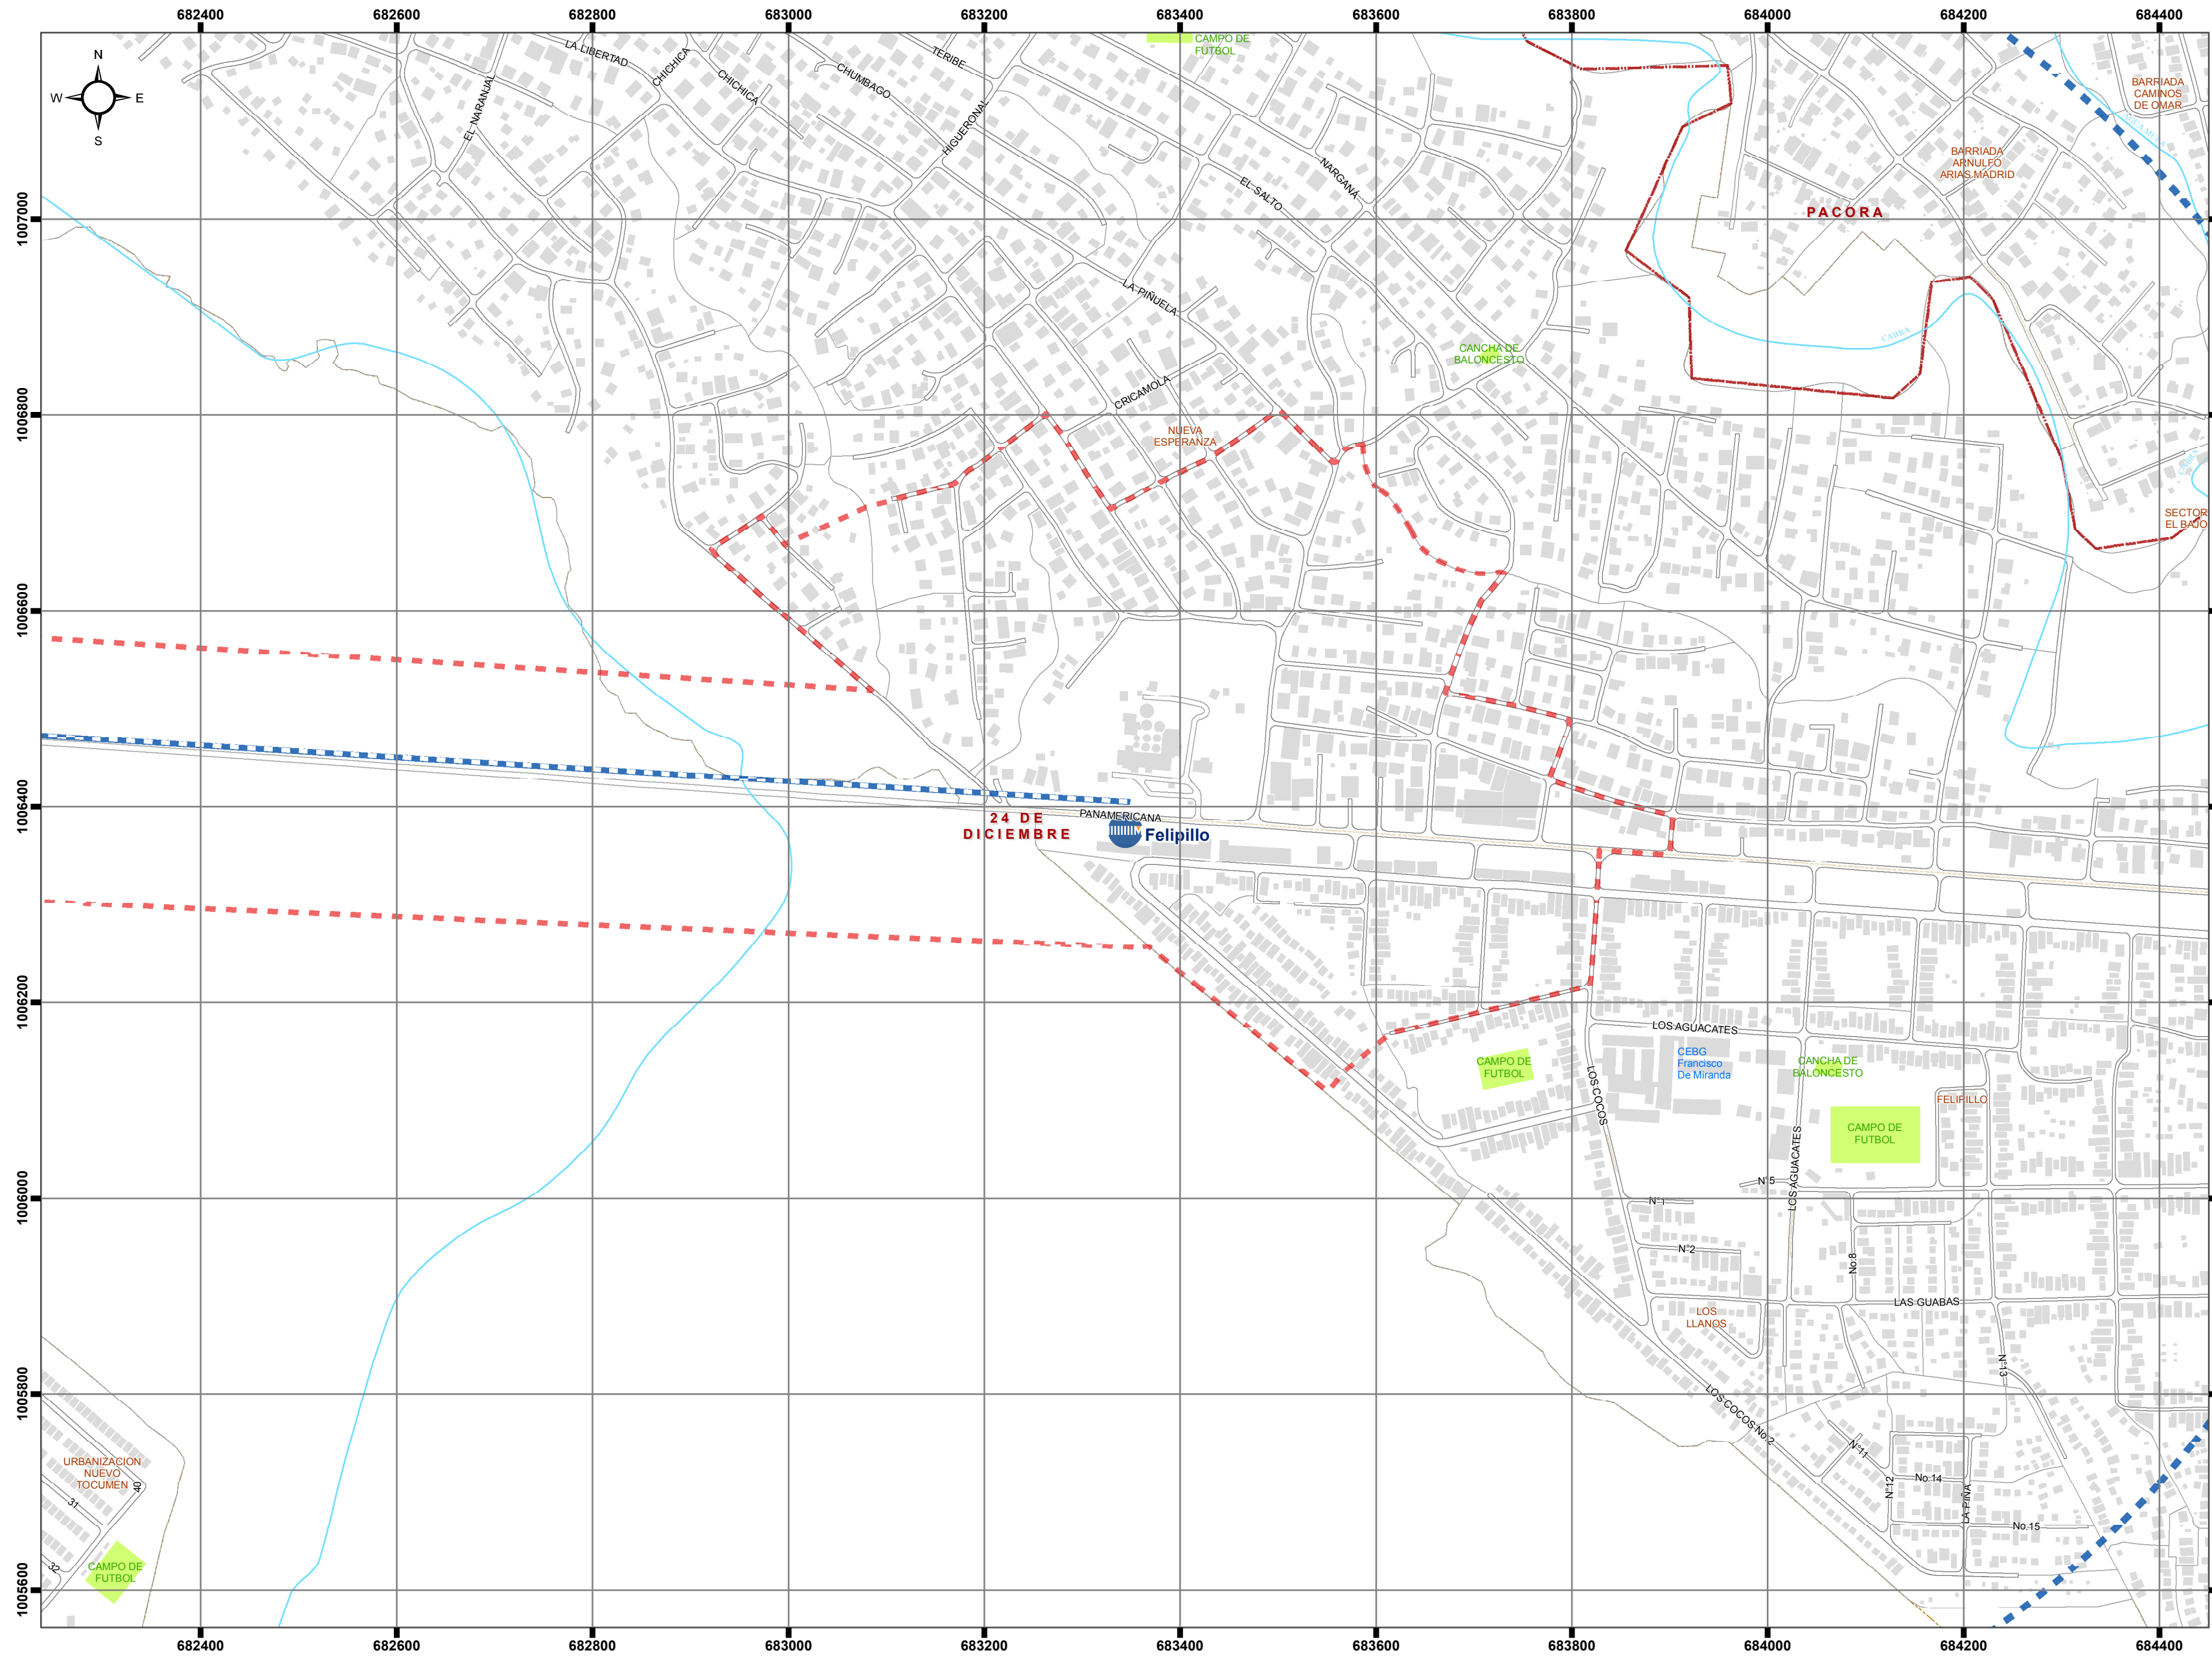 682400 682600 682800 683000 683200 683400 683600 683800 684000 684200 684400
N
W E
S
LA LIBERTAD
CHICHICA
CHICHICA
CHUMBAGO
TERIBE
EL NARANJAL
HIGUERONAL
CAMPO DE
FUTBOL
NARGANÁ
EL SALTO
BARRIADA
CAMINOS
DE OMAR
BARRIADA
ARNULFO
ARIAS MADRID
PACORA
1007000
LA PIÑUELA
CANCHA DE
BALONCESTO
CABRA
CRICAMOLA
1006800
NUEVA
ESPERANZA
CABRA
SECTOR
EL BAJO
1006600
1006400
PANAMERICANA
24 DE
DICIEMBRE
Felipillo
1006200
LOS AGUACATES
CAMPO DE
FUTBOL
CEBG
Francisco
De Miranda
CANCHA DE
BALONCESTO
LOS COCOS
FELIPILLO
CAMPO DE
FUTBOL
LOS AGUACATES
1006000
N°5
N°1
N°2
No.8
LAS GUABAS
LOS
LLANOS
N°13
1005800
LOS COCOS No.2
N°11
URBANIZACION
NUEVO
TOCUMEN
40
31
N°12
No.14
LA PIÑA
No.15
32
CAMPO DE
FUTBOL
1005600
682400 682600 682800 683000 683200 683400 683600 683800 684000 684200 684400